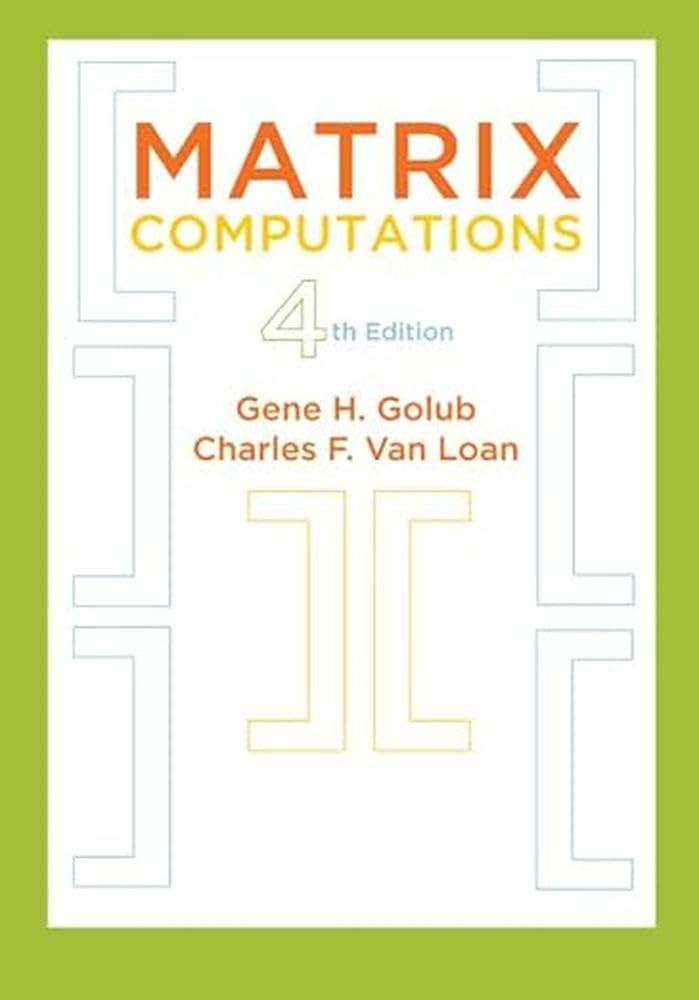 MATRIX
COMPUTATIONS
4th Edition
Gene H. Golub
Charles F. Van Loan